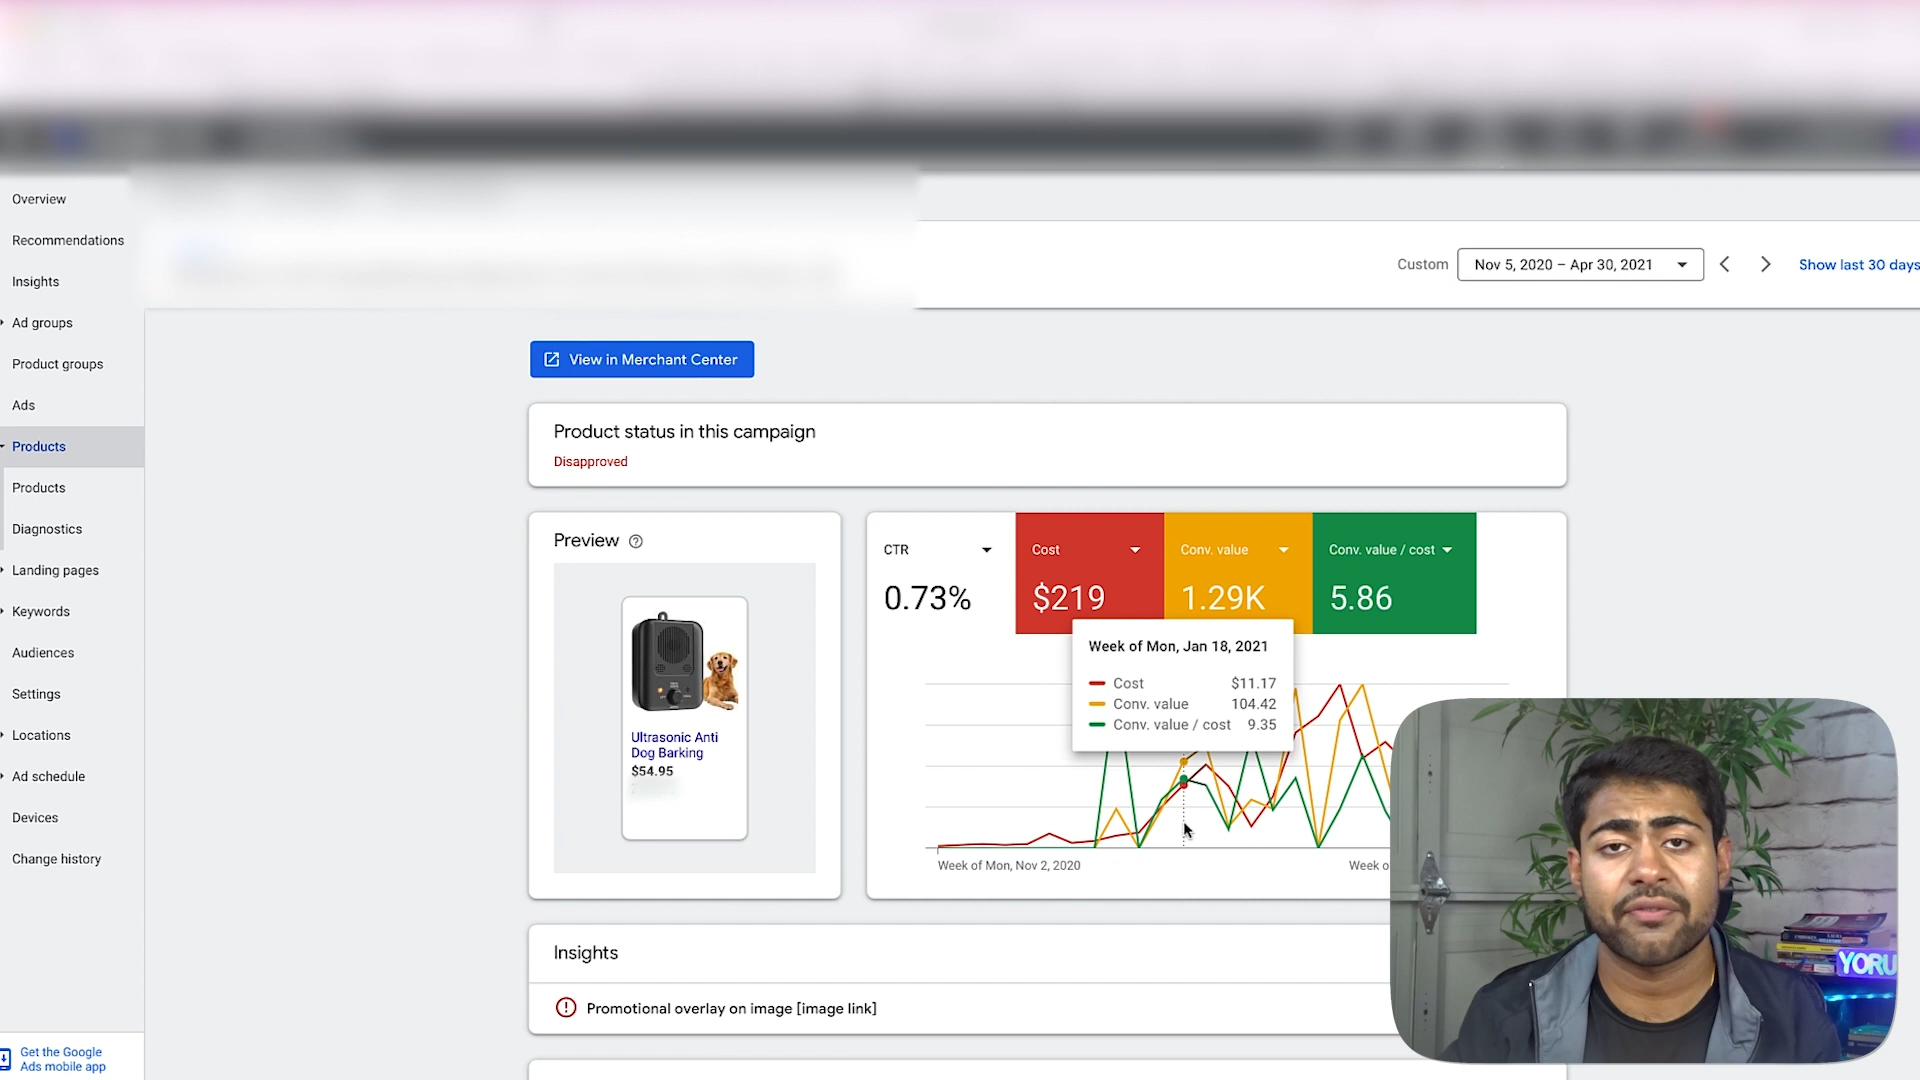 Overview
Recommendations
Insights
Ad groups
Product groups
Ads
Products
Products
Diagnostics
Landing pages
Keywords
Audiences
Settings
Locations
Ad schedule
Devices
Change history
Get the Google
Ads mobile app
Custom
Nov 5, 2020 – Apr 30, 2021
Show last 30 days
View in Merchant Center
Product status in this campaign
Disapproved
Preview
Ultrasonic Anti
Dog Barking
$54.95
CTR
0.73%
Cost
$219
Conv. value
1.29K
Conv. value / cost
5.86
Week of Mon, Jan 18, 2021
Cost $11.17
Conv. value 104.42
Conv. value / cost 9.35
Week of Mon, Nov 2, 2020
Week o
Insights
Promotional overlay on image [image link]
YORU